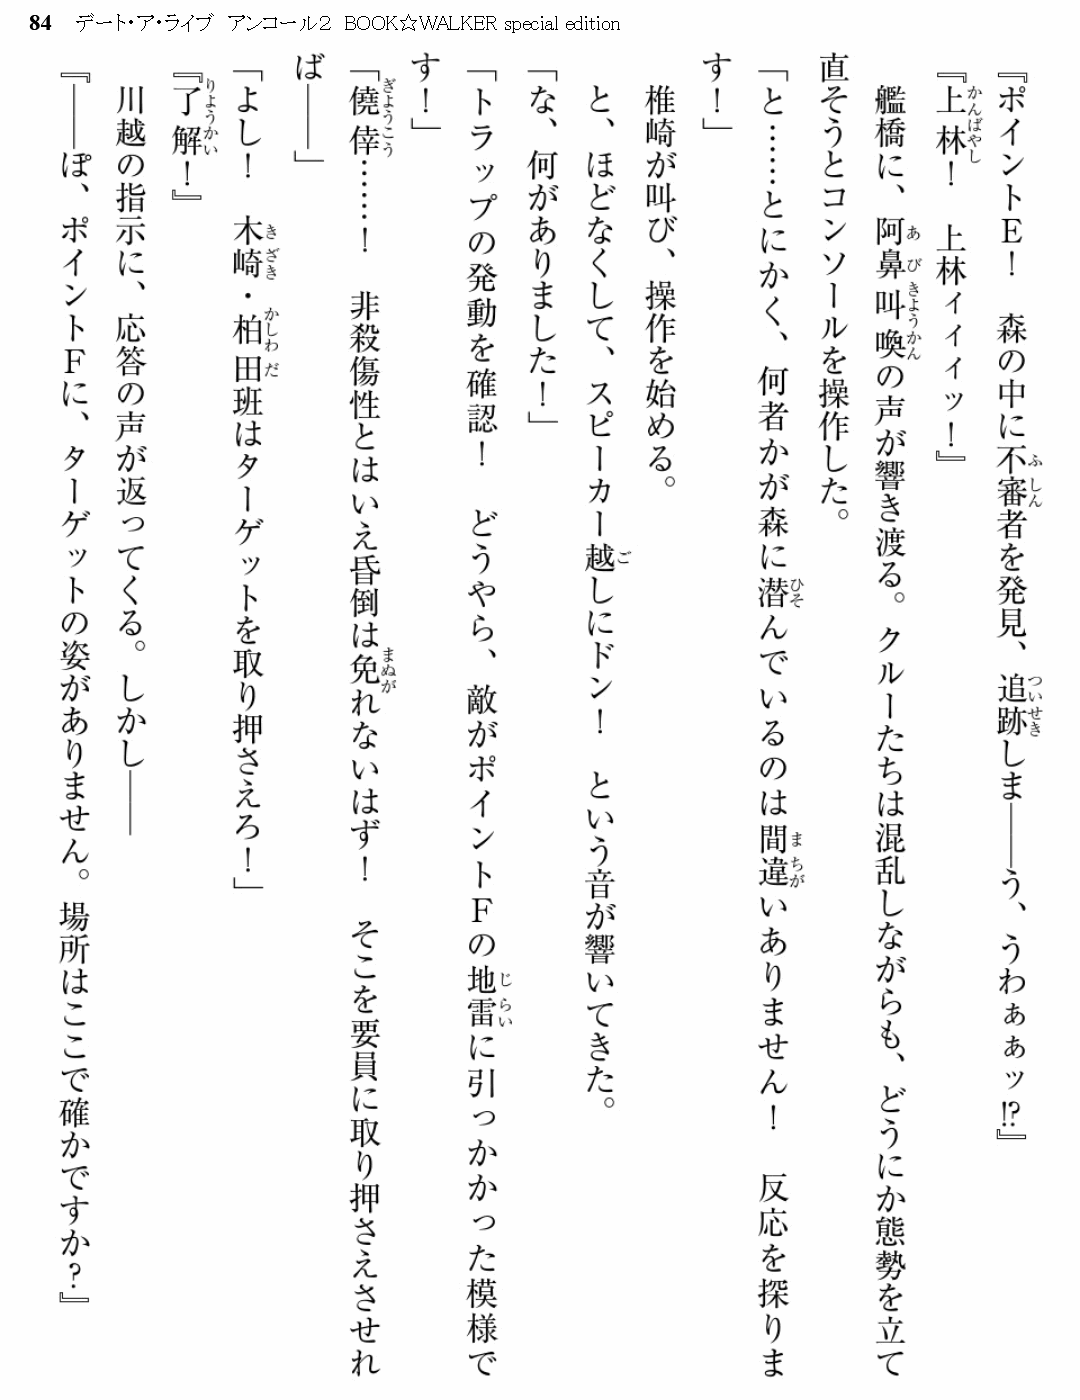 84 デート・ア・ライブ アンコール2 BOOK☆WALKER special edition
『ポイントE! 森の中に不審者を発見、追跡しま――う、うわぁぁッ!?』
『上林! 上林ィィィッ!』
艦橋に、阿鼻叫喚の声が響き渡る。クルーたちは混乱しながらも、どうにか態勢を立て
直そうとコンソールを操作した。
「と……とにかく、何者かが森に潜んでいるのは間違いありません! 反応を探りま
す!」
椎崎が叫び、操作を始める。
と、ほどなくして、スピーカー越しにドン! という音が響いてきた。
「な、何がありました!」
「トラップの発動を確認! どうやら、敵がポイントFの地雷に引っかかった模様で
す!」
「僥倖……! 非殺傷性とはいえ昏倒は免れないはず! そこを要員に取り押さえさせれ
ば――」
「よし! 木崎・柏田班はターゲットを取り押さえろ!」
『了解!』
川越の指示に、応答の声が返ってくる。しかし――
『――ぽ、ポイントFに、ターゲットの姿がありません。場所はここで確かですか?』